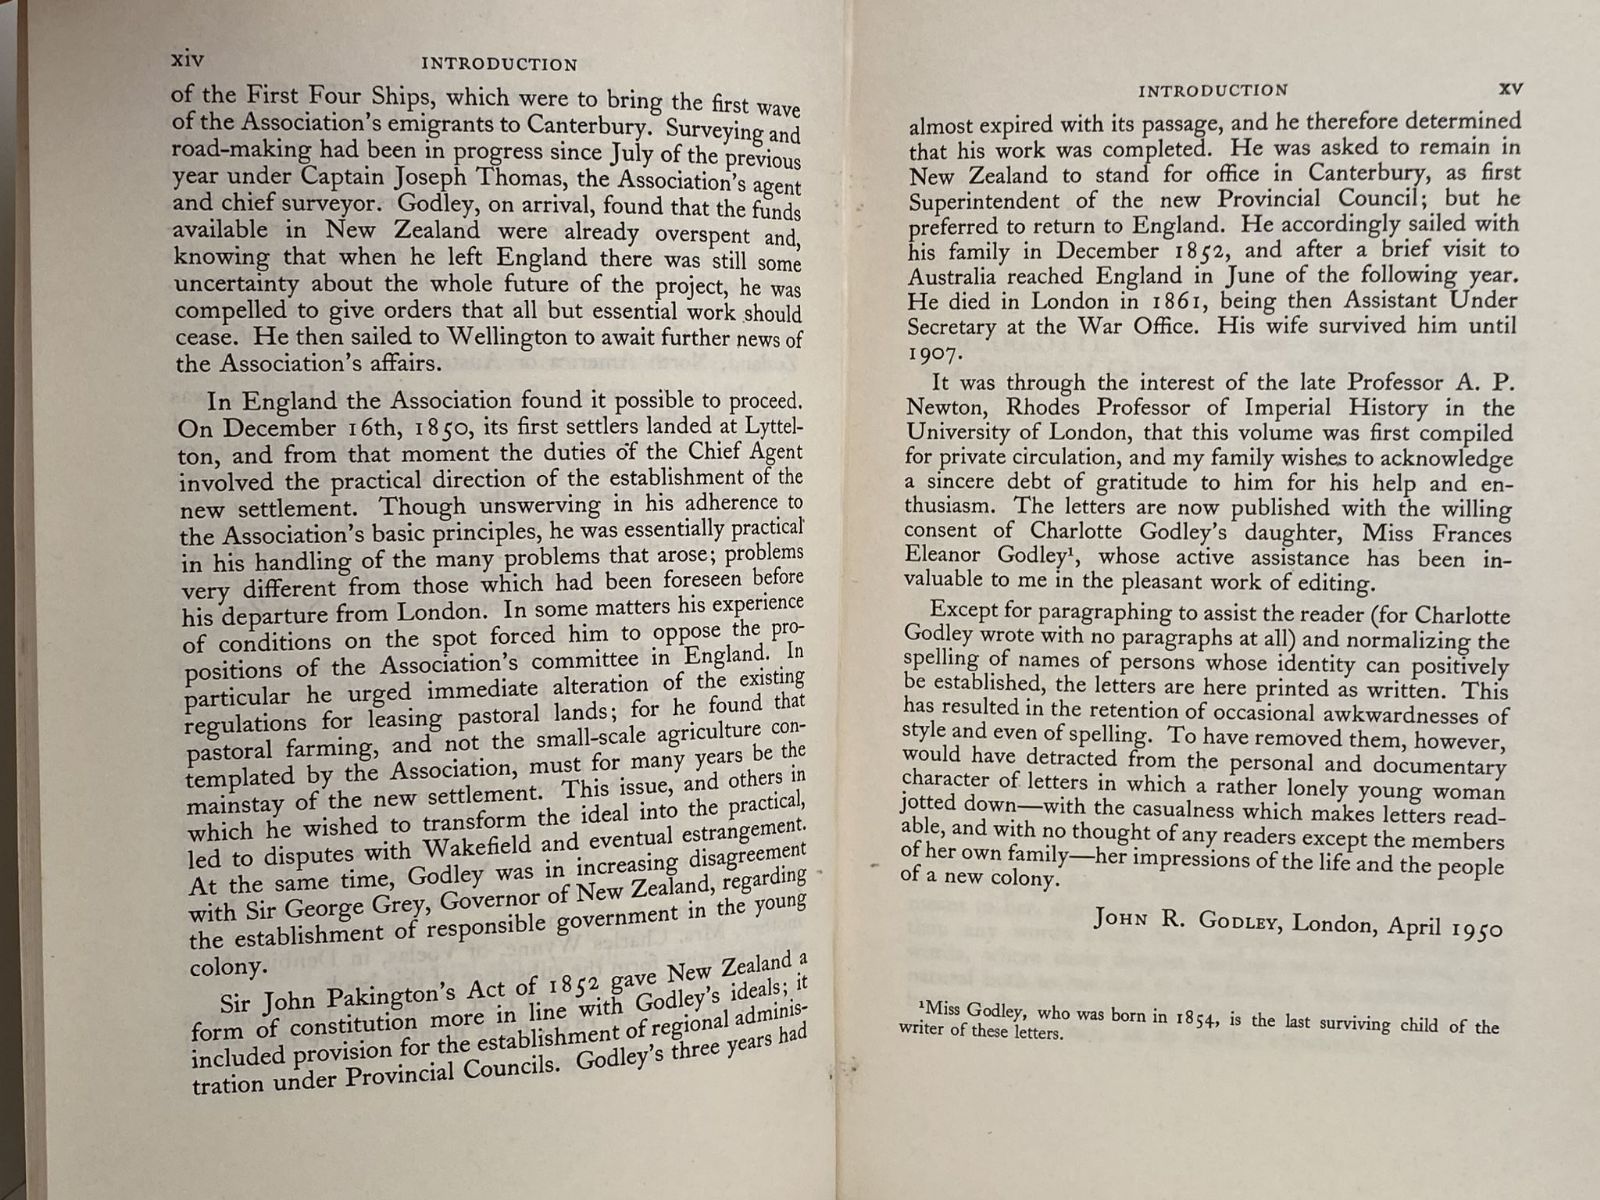 xiv
INTRODUCTION
of the First Four Ships, which were to bring the first wave
of the Association's emigrants to Canterbury. Surveying and
road-making had been in progress since July of the previous
year under Captain Joseph Thomas, the Association's agent
and chief surveyor. Godley, on arrival, found that the funds
available in New Zealand were already overspent and,
knowing that when he left England there was still some
uncertainty about the whole future of the project, he was
compelled to give orders that all but essential work should
cease. He then sailed to Wellington to await further news of
the Association's affairs.
In England the Association found it possible to proceed.
On December 16th, 1850, its first settlers landed at Lyttel-
ton, and from that moment the duties of the Chief Agent
involved the practical direction of the establishment of the
new settlement. Though unswerving in his adherence to
the Association's basic principles, he was essentially practical
in his handling of the many problems that arose; problems
very different from those which had been foreseen before
his departure from London. In some matters his experience
of conditions on the spot forced him to oppose the pro-
positions of the Association's committee in England. In
particular he urged immediate alteration of the existing
regulations for leasing pastoral lands; for he found that
pastoral farming, and not the small-scale agriculture con-
templated by the Association, must for many years be the
mainstay of the new settlement. This issue, and others in
which he wished to transform the ideal into the practical,
led to disputes with Wakefield and eventual estrangement.
At the same time, Godley was in increasing disagreement
with Sir George Grey, Governor of New Zealand, regarding
the establishment of responsible government in the young
colony.
Sir John Pakington's Act of 1852 gave New Zealand a
form of constitution more in line with Godley's ideals; it
included provision for the establishment of regional adminis-
tration under Provincial Councils. Godley's three years had
INTRODUCTION
xv
almost expired with its passage, and he therefore determined
that his work was completed. He was asked to remain in
New Zealand to stand for office in Canterbury, as first
Superintendent of the new Provincial Council; but he
preferred to return to England. He accordingly sailed with
his family in December 1852, and after a brief visit to
Australia reached England in June of the following year.
He died in London in 1861, being then Assistant Under
Secretary at the War Office. His wife survived him until
1907.
It was through the interest of the late Professor A. P.
Newton, Rhodes Professor of Imperial History in the
University of London, that this volume was first compiled
for private circulation, and my family wishes to acknowledge
a sincere debt of gratitude to him for his help and en-
thusiasm. The letters are now published with the willing
consent of Charlotte Godley's daughter, Miss Frances
Eleanor Godley¹, whose active assistance has been in-
valuable to me in the pleasant work of editing.
Except for paragraphing to assist the reader (for Charlotte
Godley wrote with no paragraphs at all) and normalizing the
spelling of names of persons whose identity can positively
be established, the letters are here printed as written. This
has resulted in the retention of occasional awkwardnesses of
style and even of spelling. To have removed them, however,
would have detracted from the personal and documentary
character of letters in which a rather lonely young woman
jotted down—with the casualness which makes letters read-
able, and with no thought of any readers except the members
of her own family—her impressions of the life and the people
of a new colony.
JOHN R. GODLEY, London, April 1950
¹Miss Godley, who was born in 1854, is the last surviving child of the
writer of these letters.